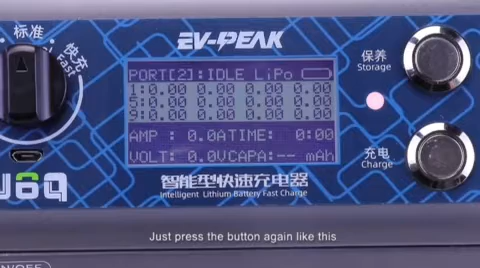 标准
快充
Fast
EV-PEAK
PORT[2]:IDLE LiPo
1:0.00 0.00 0.00 0.00
5:0.00 0.00 0.00 0.00
9:0.00 0.00 0.00 0.00
AMP : 0.0ATIME: 0:00
VOLT: 0.0VCAPA:-- mAh
保养
Storage
充电
Charge
智能型快速充电器
Intelligent Lithium Battery Fast Charge
Just press the button again like this
ON/OFF